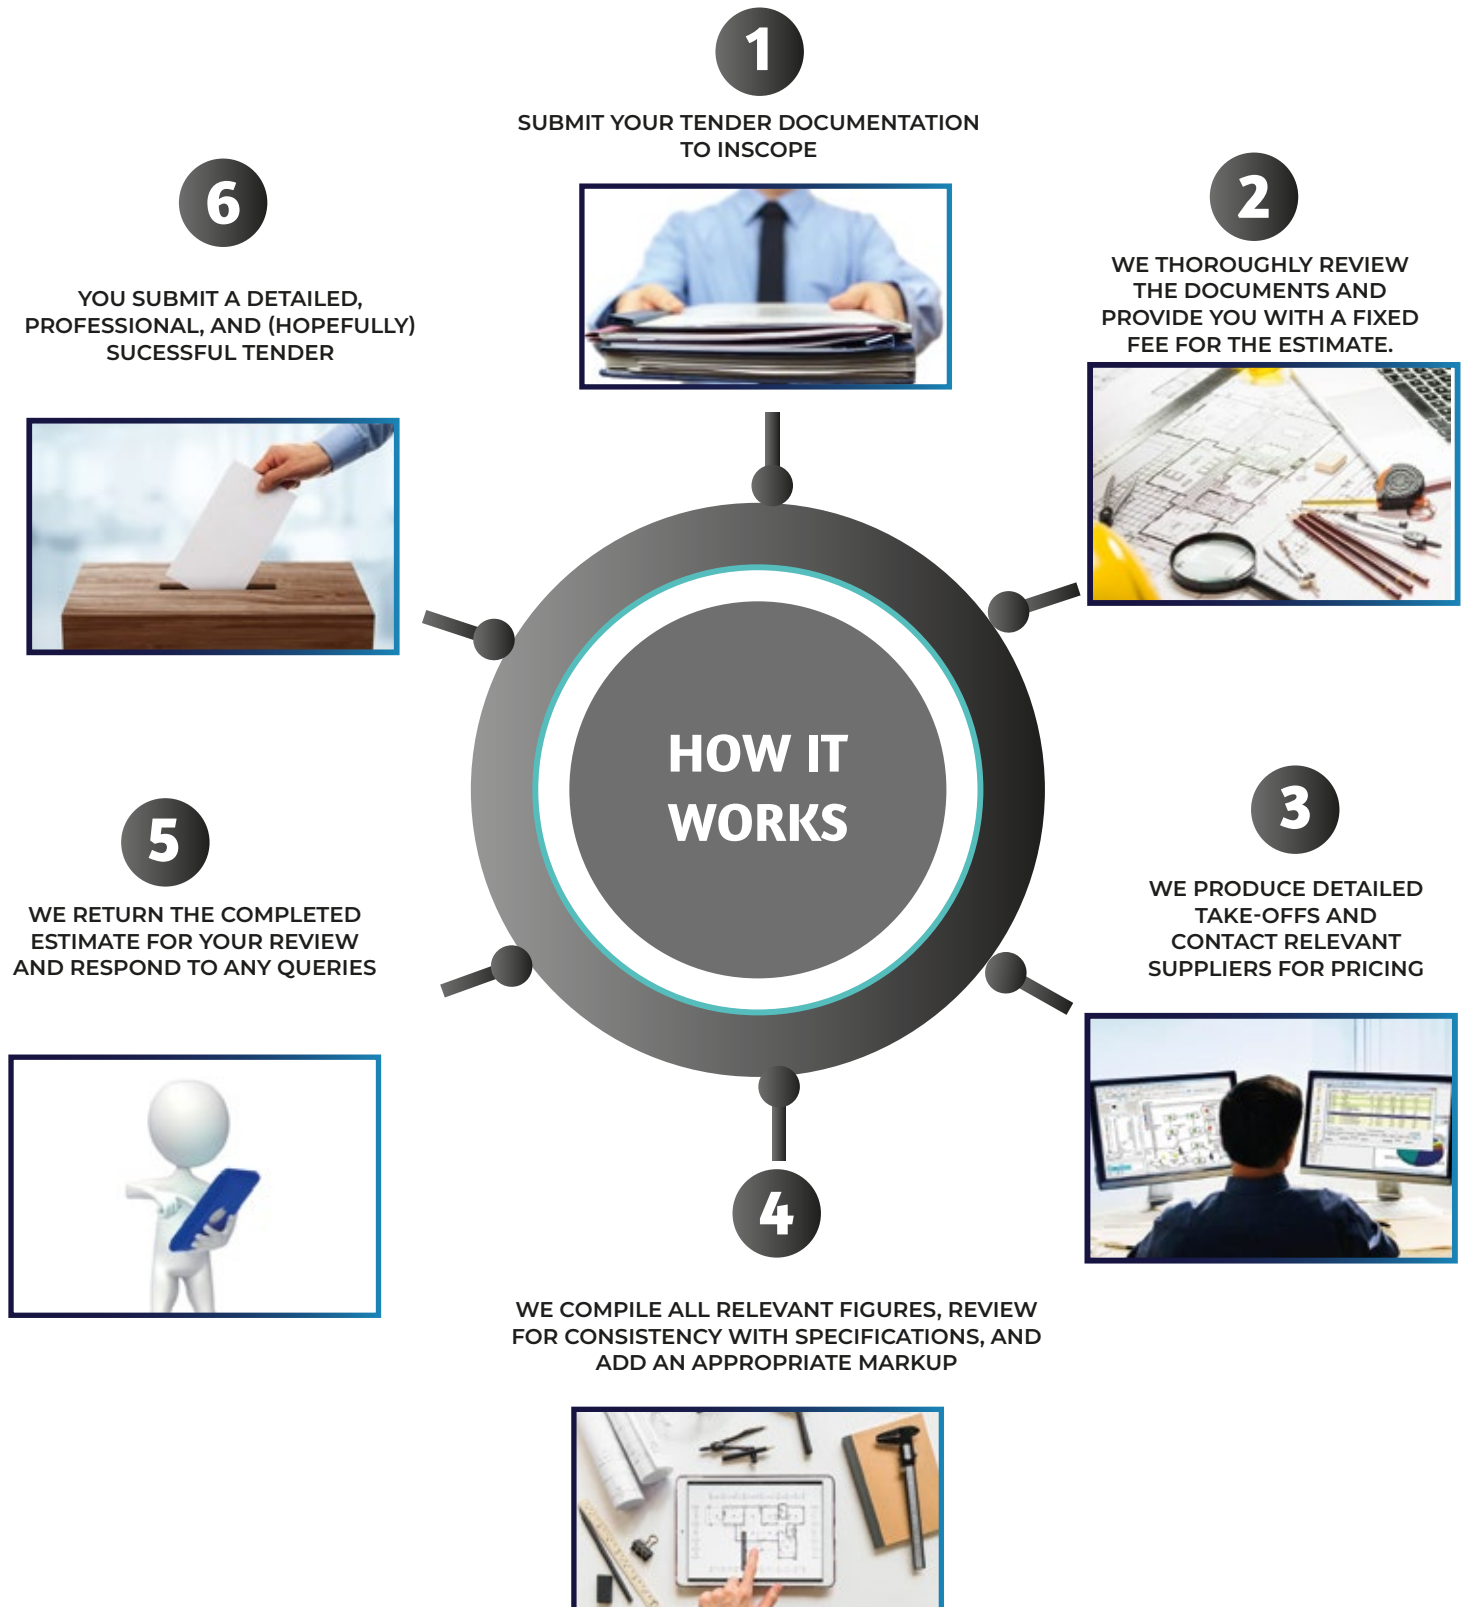 1
SUBMIT YOUR TENDER DOCUMENTATION
TO INSCOPE
2
WE THOROUGHLY REVIEW
THE DOCUMENTS AND
PROVIDE YOU WITH A FIXED
FEE FOR THE ESTIMATE.
3
WE PRODUCE DETAILED
TAKE-OFFS AND
CONTACT RELEVANT
SUPPLIERS FOR PRICING
4
WE COMPILE ALL RELEVANT FIGURES, REVIEW
FOR CONSISTENCY WITH SPECIFICATIONS, AND
ADD AN APPROPRIATE MARKUP
5
WE RETURN THE COMPLETED
ESTIMATE FOR YOUR REVIEW
AND RESPOND TO ANY QUERIES
6
YOU SUBMIT A DETAILED,
PROFESSIONAL, AND (HOPEFULLY)
SUCESSFUL TENDER
HOW IT
WORKS